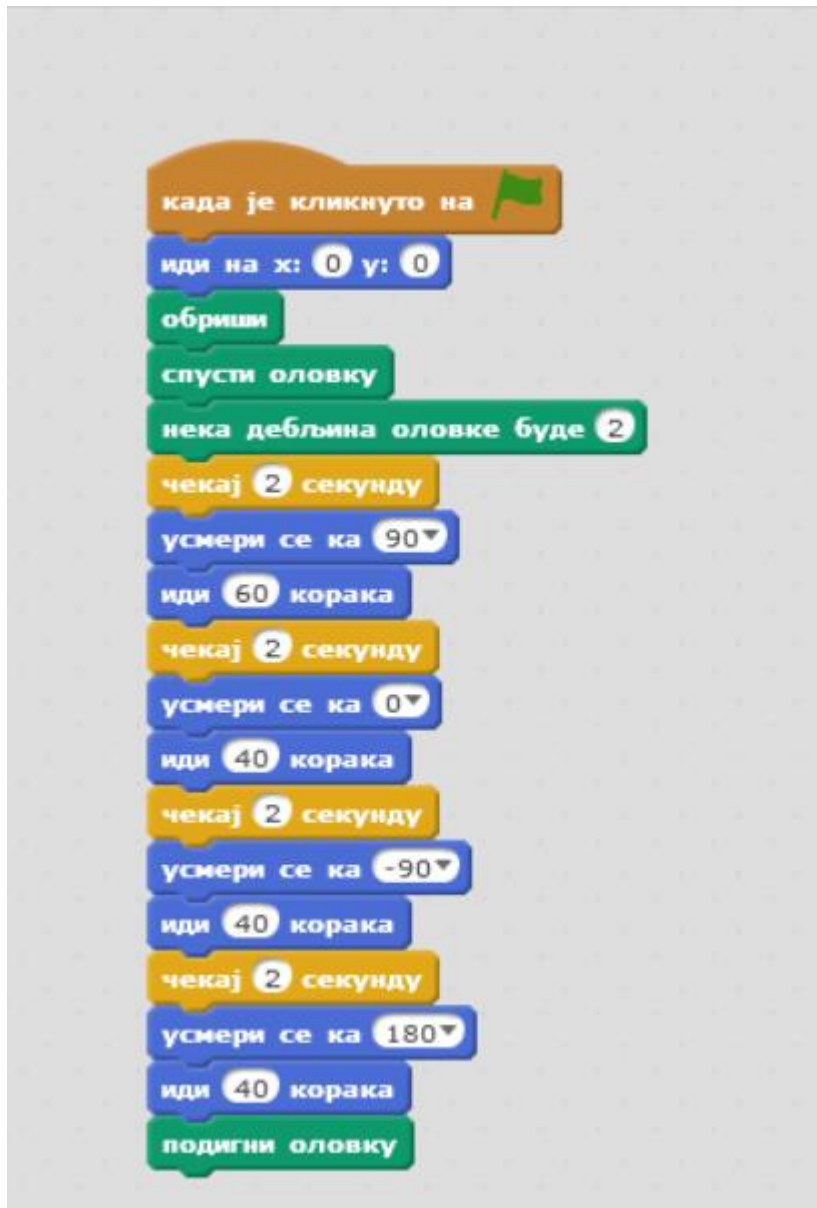 када је кликнуто на
иди на x: 0 y: 0
обриши
спусти оловку
нека дебљина оловке буде 2
чекај 2 секунду
усмери се ка 90
иди 60 корака
чекај 2 секунду
усмери се ка 0
иди 40 корака
чекај 2 секунду
усмери се ка -90
иди 40 корака
чекај 2 секунду
усмери се ка 180
иди 40 корака
подигни оловку